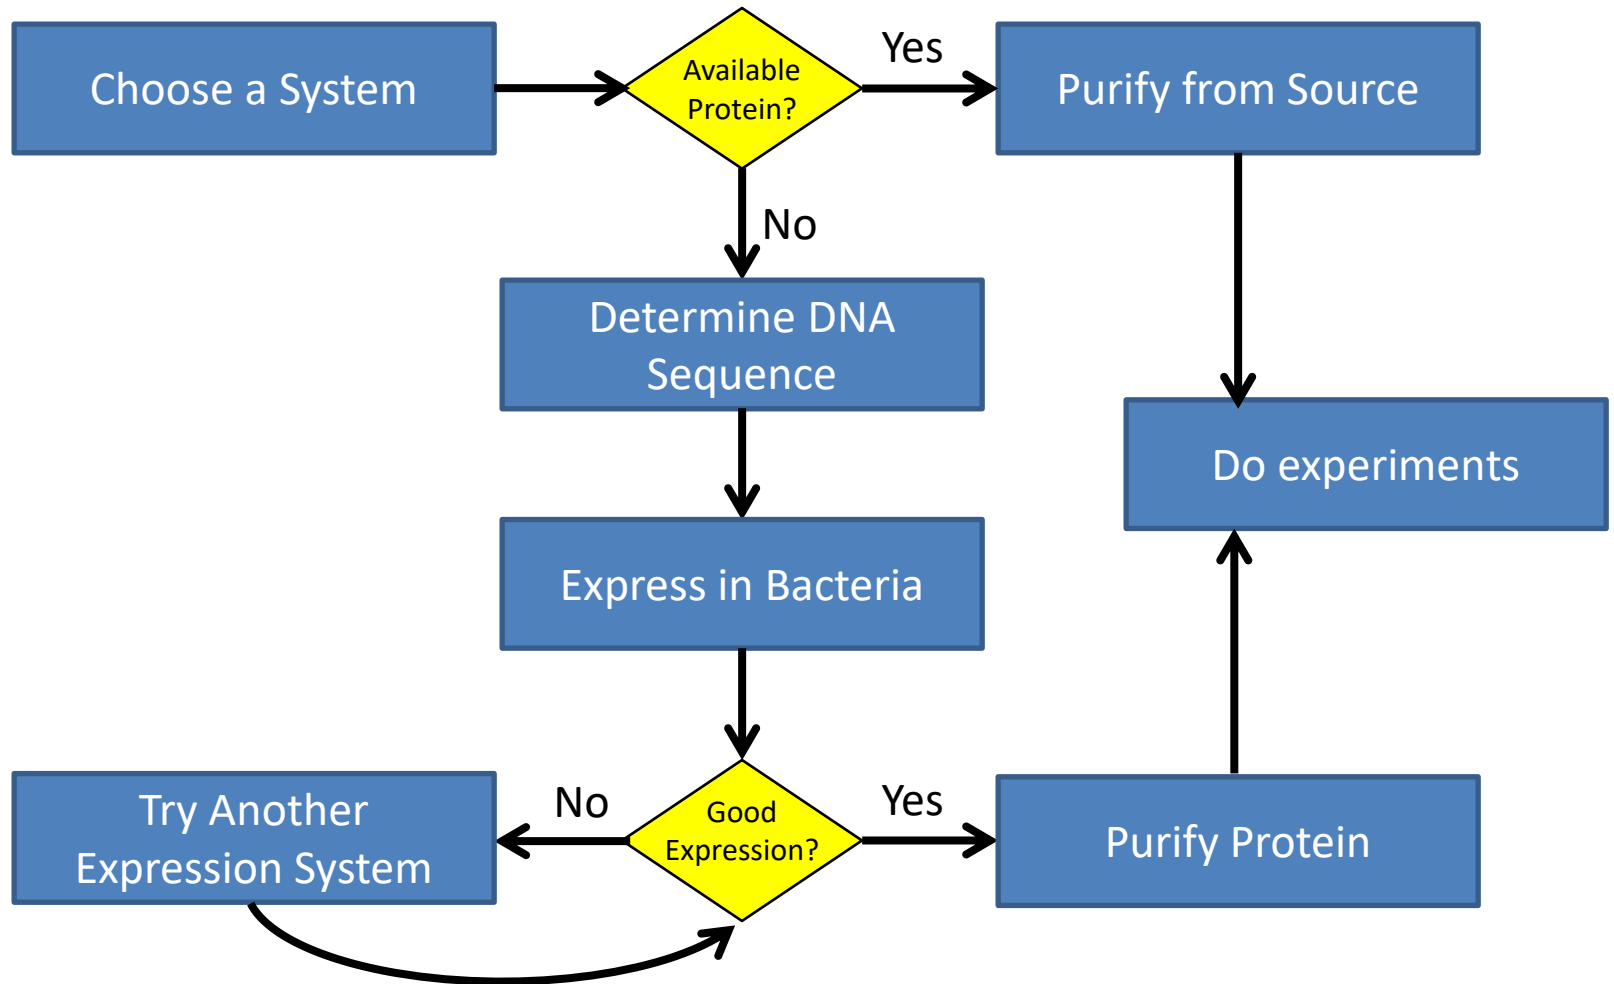 Choose a System
Available
Protein?
Yes
Purify from Source
No
Determine DNA
Sequence
Do experiments
Express in Bacteria
Try Another
Expression System
No
Good
Expression?
Yes
Purify Protein